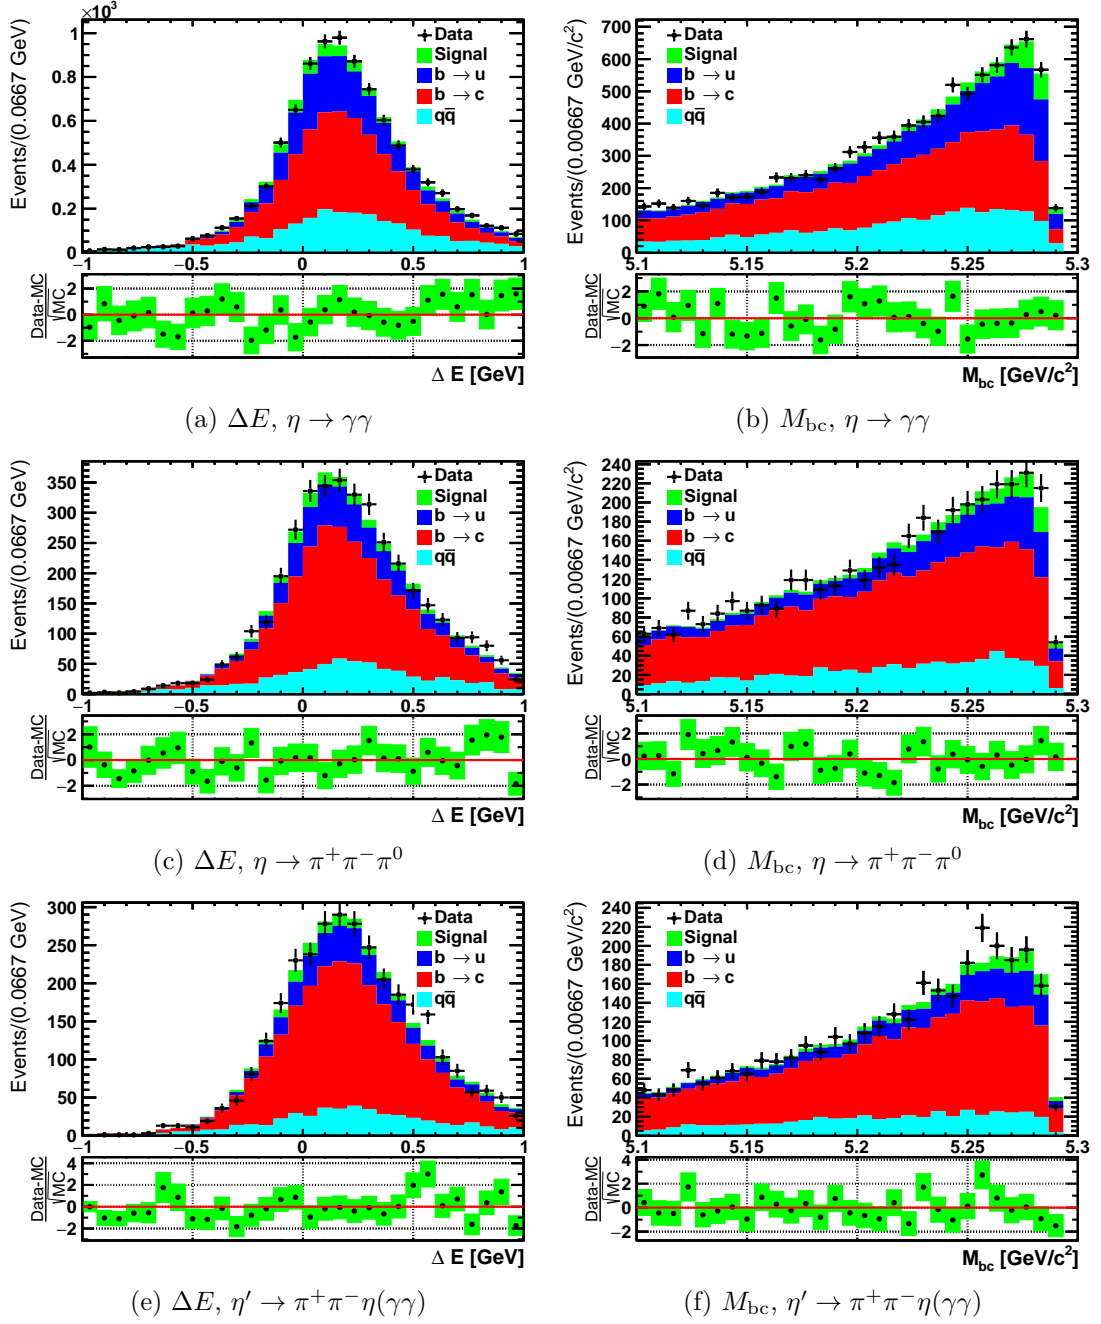 ×10³
Events/(0.0667 GeV)
1
0.8
0.6
0.4
0.2
0
Data
Signal
b → u
b → c
qq̄
−1 −0.5 0 0.5 1
Data-MC
√MC
2
0
−2
Δ E [GeV]
(a) ΔE, η → γγ
Events/(0.00667 GeV/c²)
700
600
500
400
300
200
100
0
Data
Signal
b → u
b → c
qq̄
5.1 5.15 5.2 5.25 5.3
Data-MC
√MC
2
0
−2
M_bc [GeV/c²]
(b) M_bc, η → γγ
Events/(0.0667 GeV)
350
300
250
200
150
100
50
0
Data
Signal
b → u
b → c
qq̄
−1 −0.5 0 0.5 1
Data-MC
√MC
2
0
−2
Δ E [GeV]
(c) ΔE, η → π⁺π⁻π⁰
Events/(0.00667 GeV/c²)
240
220
200
180
160
140
120
100
80
60
40
20
0
Data
Signal
b → u
b → c
qq̄
5.1 5.15 5.2 5.25 5.3
Data-MC
√MC
2
0
−2
M_bc [GeV/c²]
(d) M_bc, η → π⁺π⁻π⁰
Events/(0.0667 GeV)
300
250
200
150
100
50
0
Data
Signal
b → u
b → c
qq̄
−1 −0.5 0 0.5 1
Data-MC
√MC
4
2
0
−2
Δ E [GeV]
(e) ΔE, η′ → π⁺π⁻η(γγ)
Events/(0.00667 GeV/c²)
240
220
200
180
160
140
120
100
80
60
40
20
0
Data
Signal
b → u
b → c
qq̄
5.1 5.15 5.2 5.25 5.3
Data-MC
√MC
4
2
0
−2
M_bc [GeV/c²]
(f) M_bc, η′ → π⁺π⁻η(γγ)